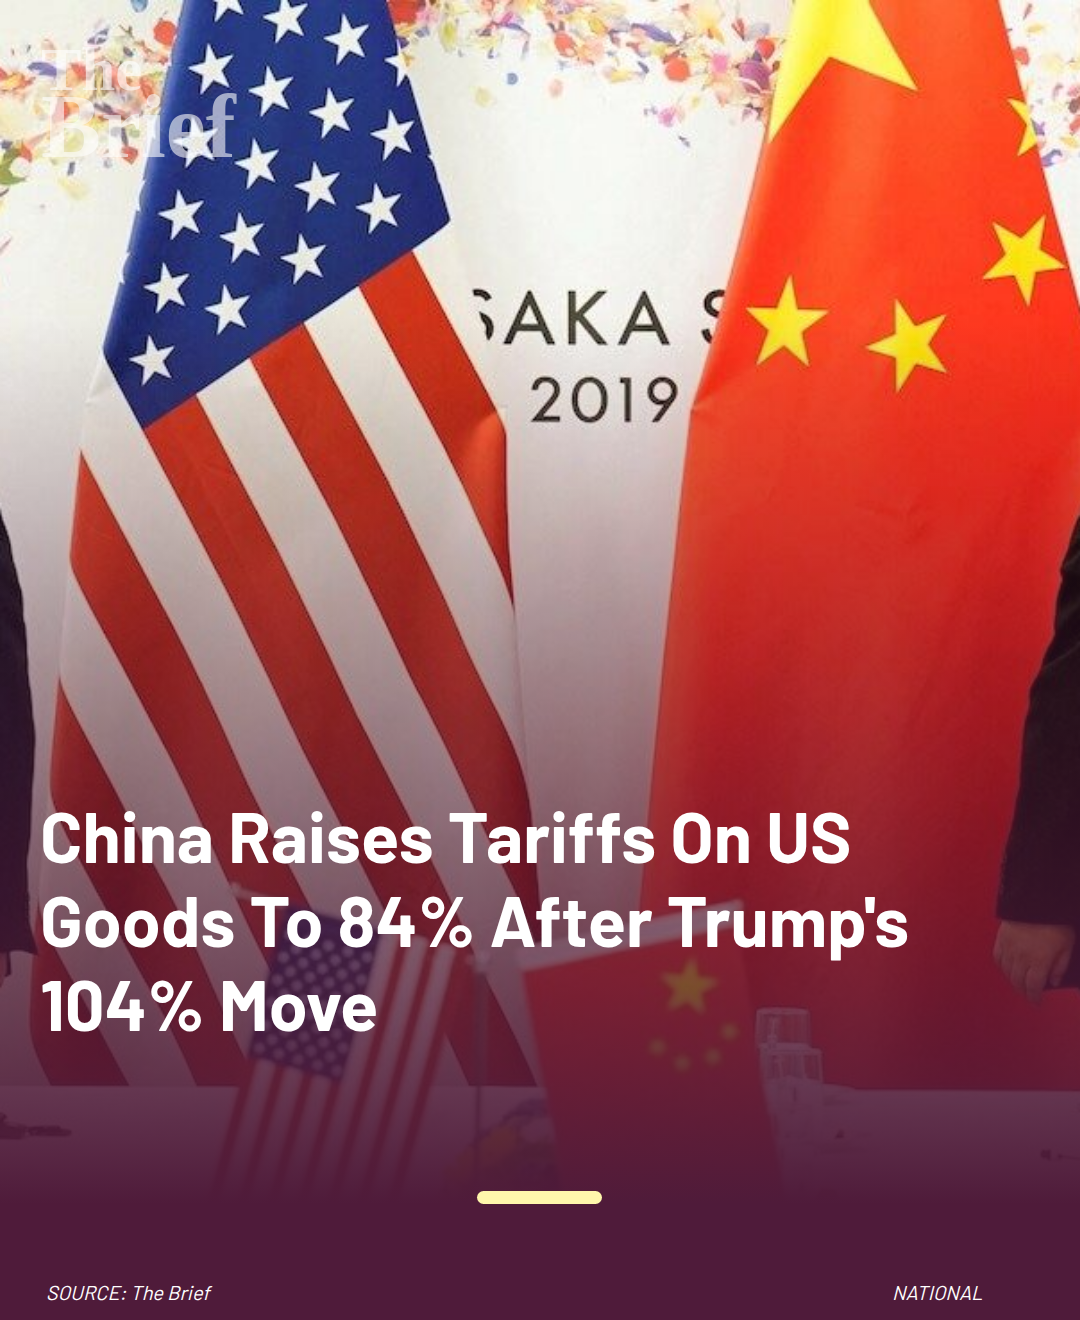 The
Brief
SAKA S
2019
China Raises Tariffs On US
Goods To 84% After Trump's
104% Move
SOURCE: The Brief
NATIONAL